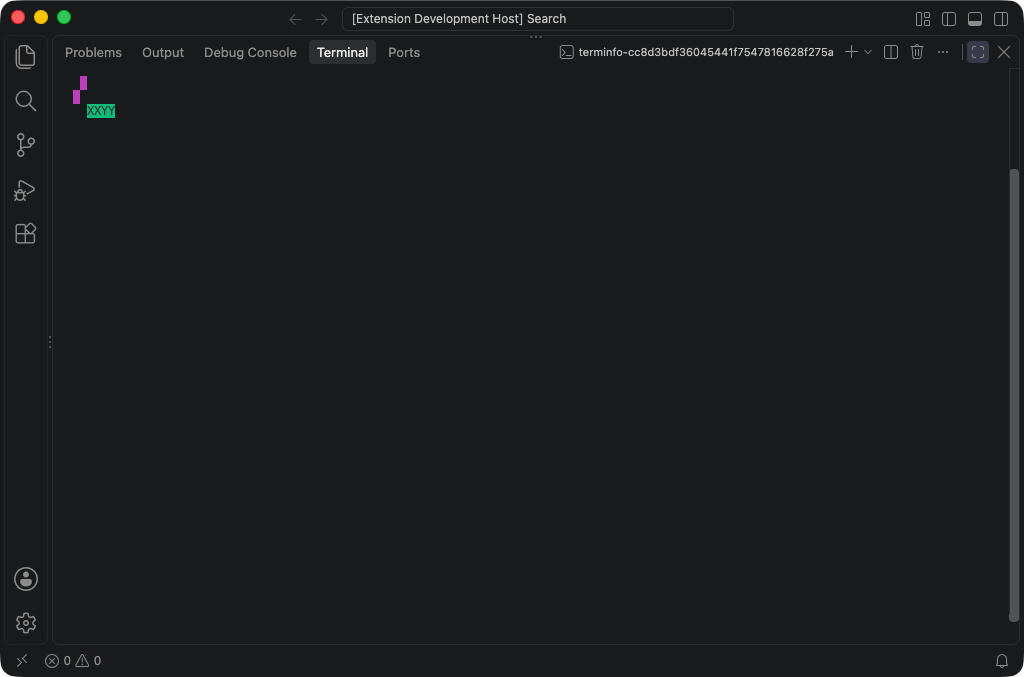 [Extension Development Host] Search
Problems Output Debug Console Terminal Ports terminfo-cc8d3bdf36045441f7547816628f275a
XXYY
0 0